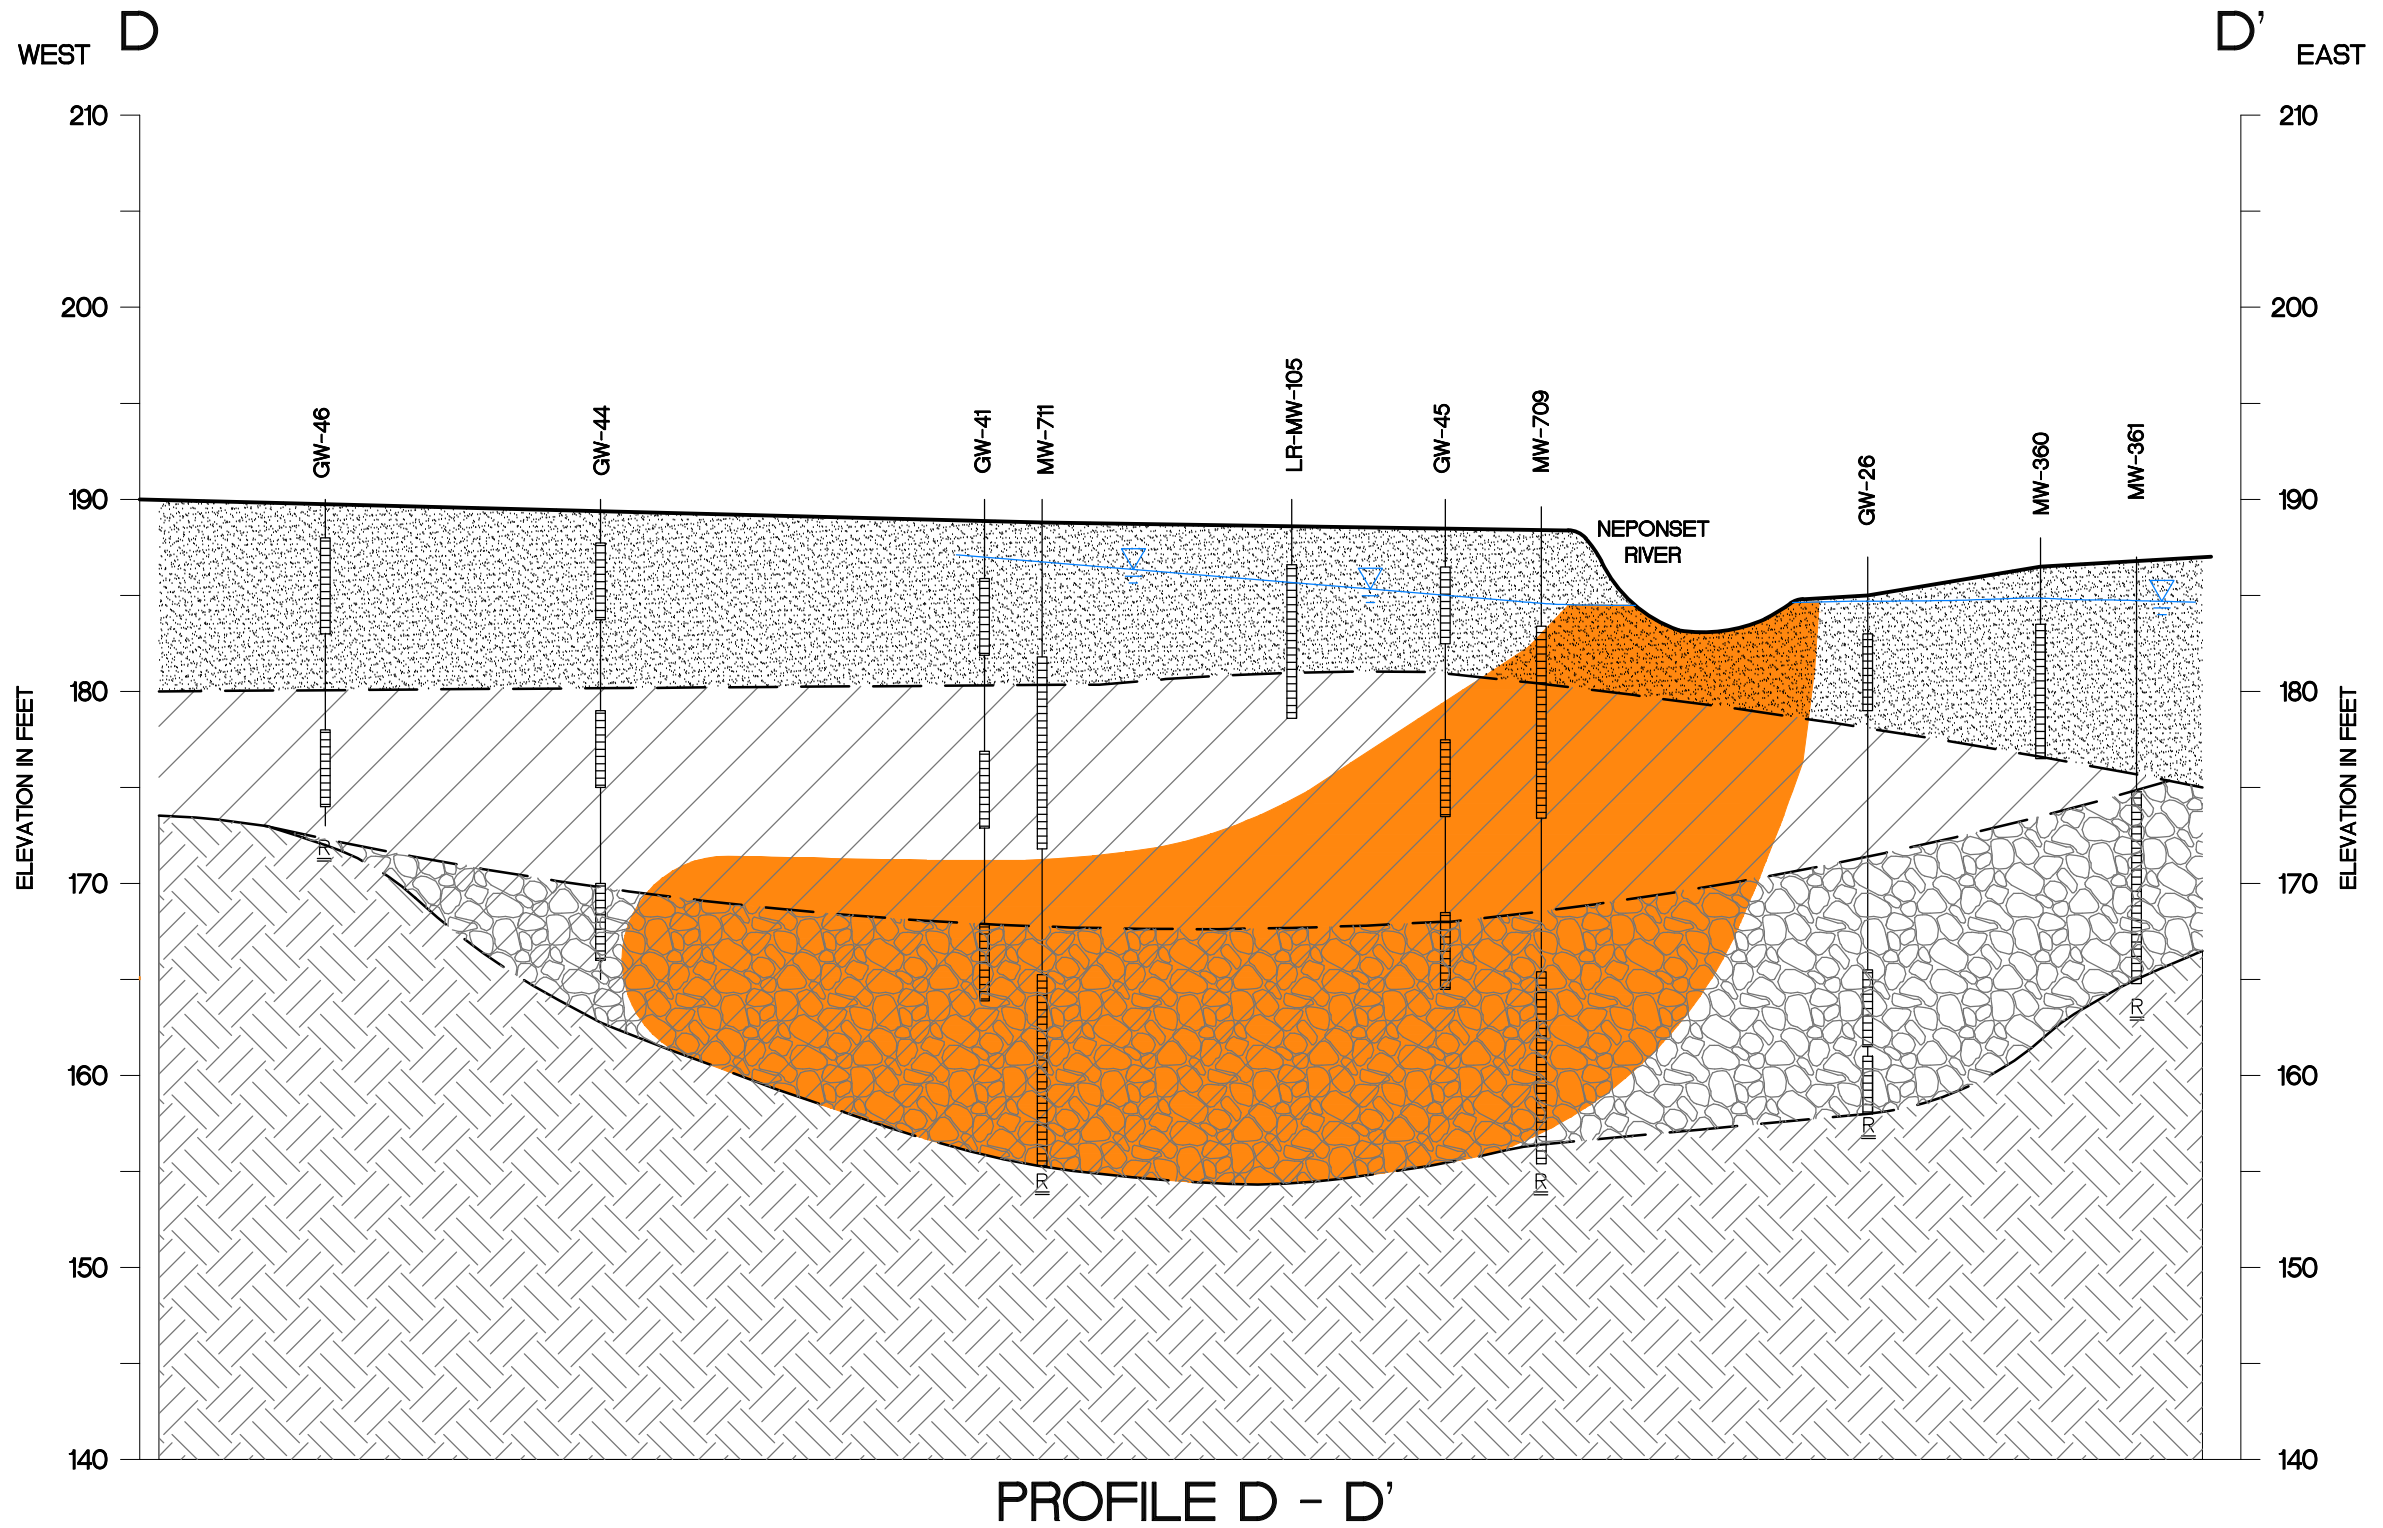 D
D'
WEST
EAST
210
210
200
200
190
190
180
180
170
170
160
160
150
150
140
140
ELEVATION IN FEET
ELEVATION IN FEET
GW-46
GW-44
GW-41
MW-711
LR-MW-105
GW-45
MW-709
NEPONSET
RIVER
GW-26
MW-360
MW-361
R
R
R
R
R
PROFILE D - D'